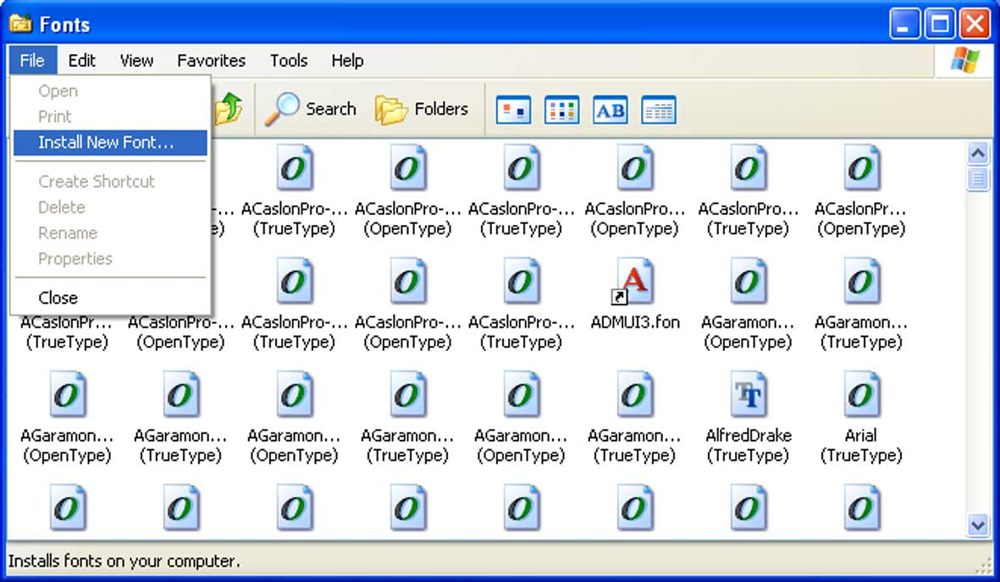 Fonts
File Edit View Favorites Tools Help
Open
Print
Install New Font...
Create Shortcut
Delete
Rename
Properties
Close
Search Folders AB
...
e)
ACaslonPro-... ACaslonPro-... ACaslonPro-... ACaslonPro... ACaslonPro... ACaslonPr...
(TrueType) (OpenType) (TrueType) (OpenType) (TrueType) (OpenType)
ACaslonPr... ACaslonPro-... ACaslonPro-... ACaslonPro-... ACaslonPro-... ADMUI3.fon AGaramon... AGaramon...
(TrueType) (OpenType) (TrueType) (OpenType) (TrueType) (OpenType) (TrueType)
AGaramon... AGaramon... AGaramon... AGaramon... AGaramon... AGaramon... AlfredDrake Arial
(OpenType) (TrueType) (OpenType) (TrueType) (OpenType) (TrueType) (TrueType) (TrueType)
Installs fonts on your computer.